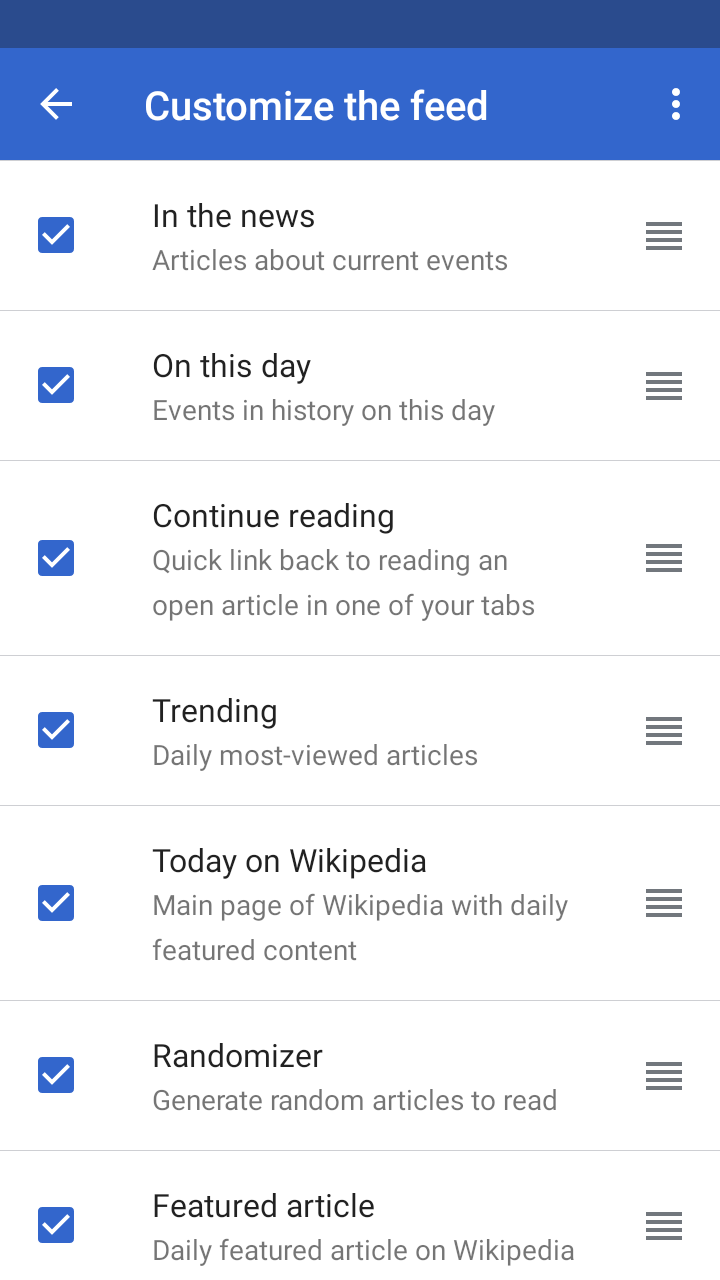 Customize the feed
In the news
Articles about current events
On this day
Events in history on this day
Continue reading
Quick link back to reading an
open article in one of your tabs
Trending
Daily most-viewed articles
Today on Wikipedia
Main page of Wikipedia with daily
featured content
Randomizer
Generate random articles to read
Featured article
Daily featured article on Wikipedia